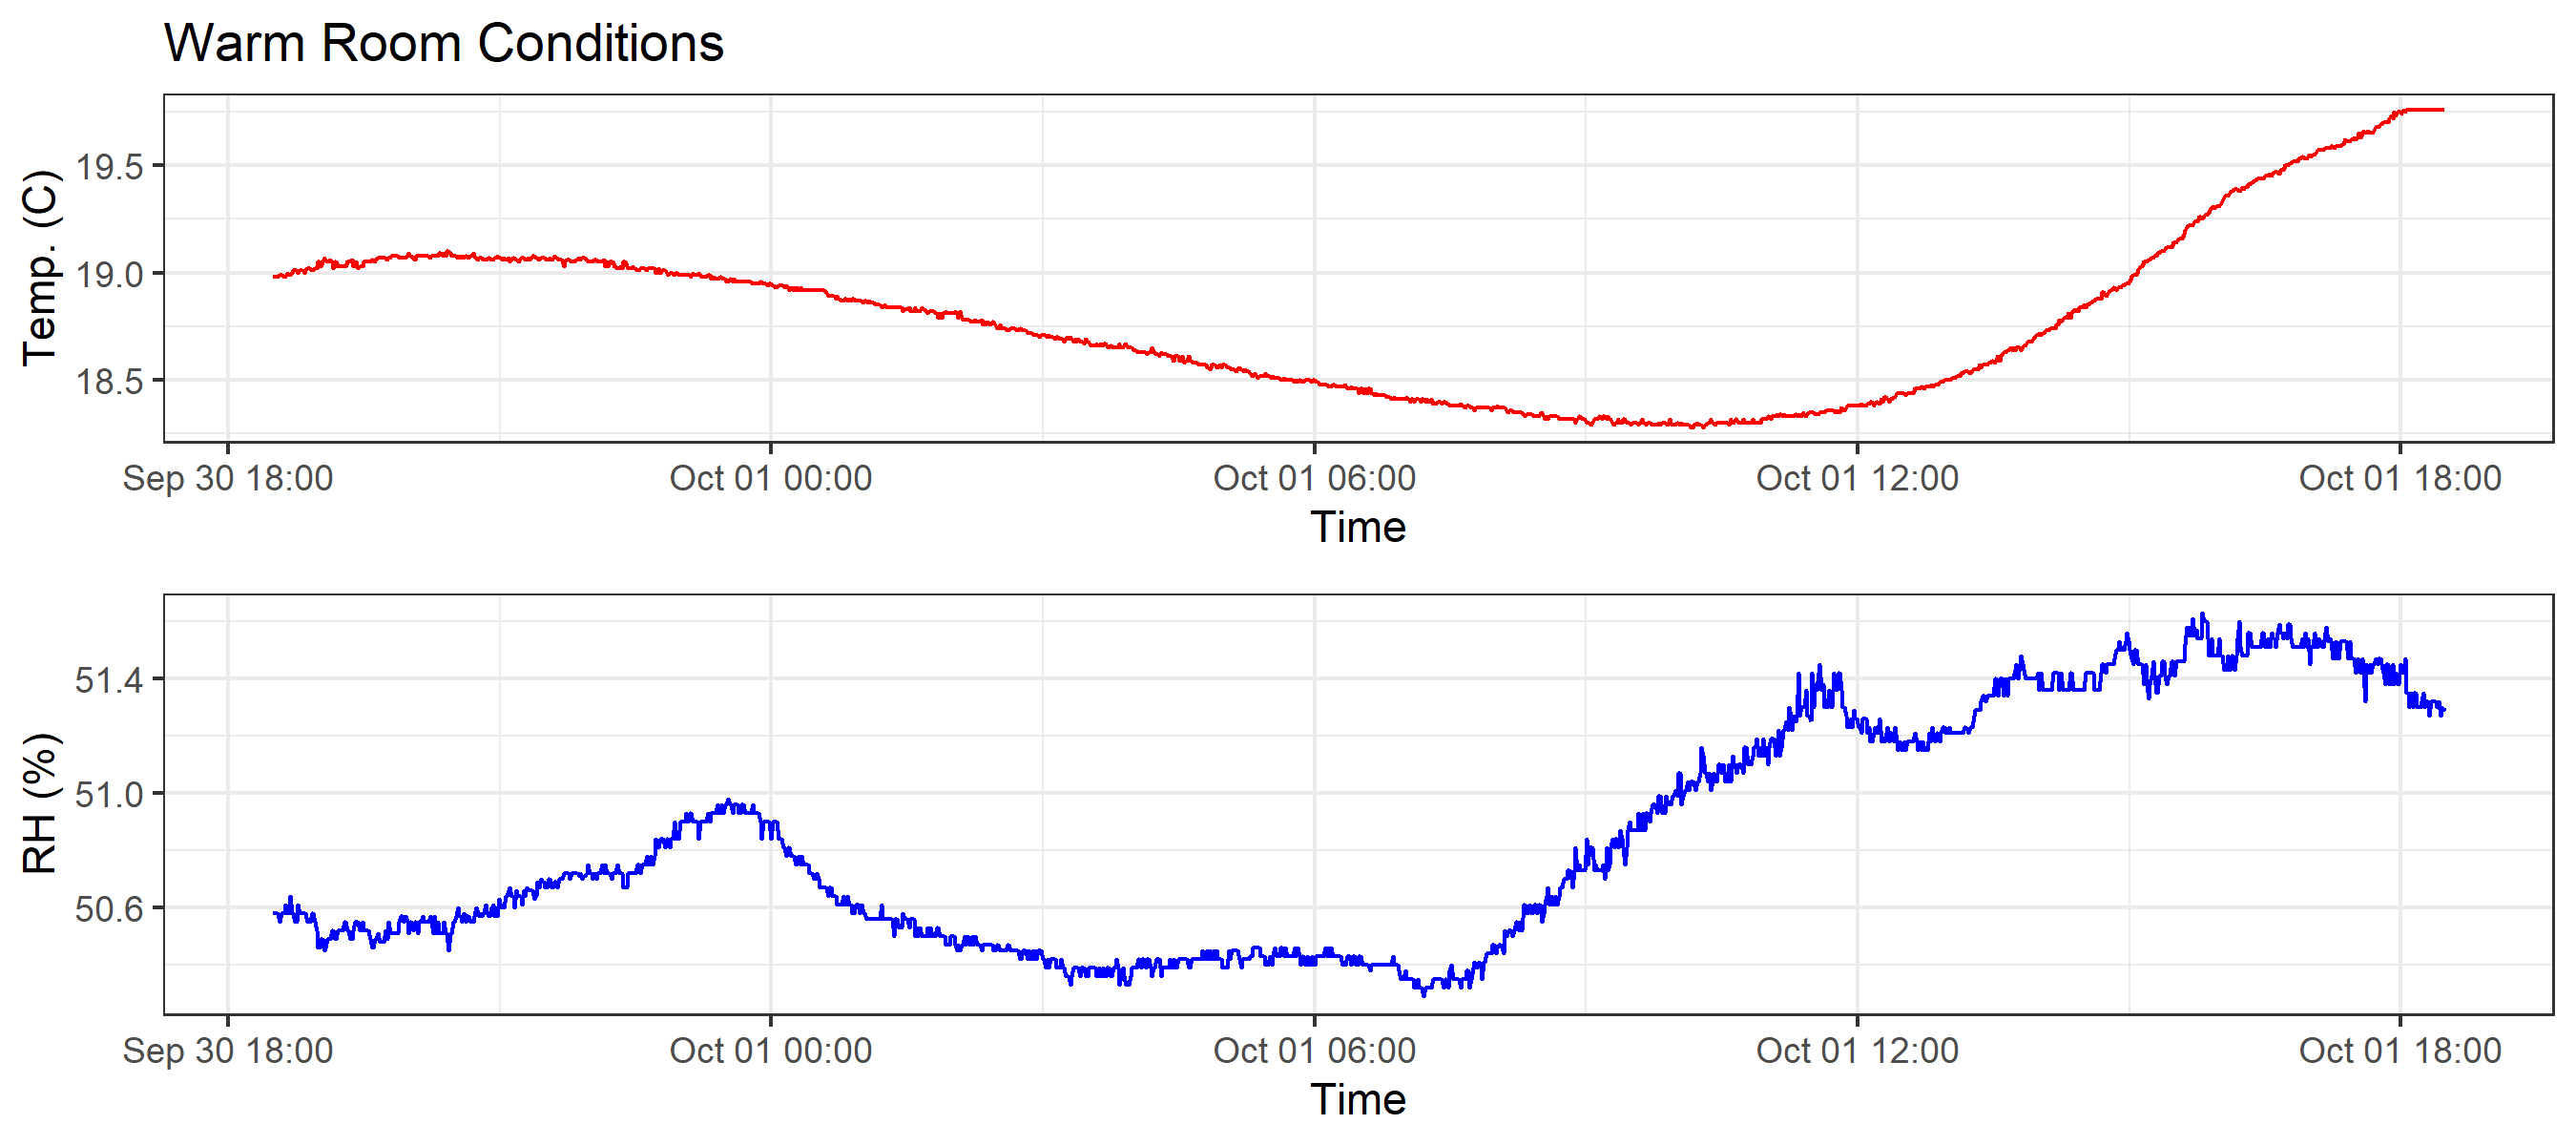 Warm Room Conditions
Temp. (C)
19.5
19.0
18.5
Sep 30 18:00 Oct 01 00:00 Oct 01 06:00 Oct 01 12:00 Oct 01 18:00
Time
RH (%)
51.4
51.0
50.6
Sep 30 18:00 Oct 01 00:00 Oct 01 06:00 Oct 01 12:00 Oct 01 18:00
Time